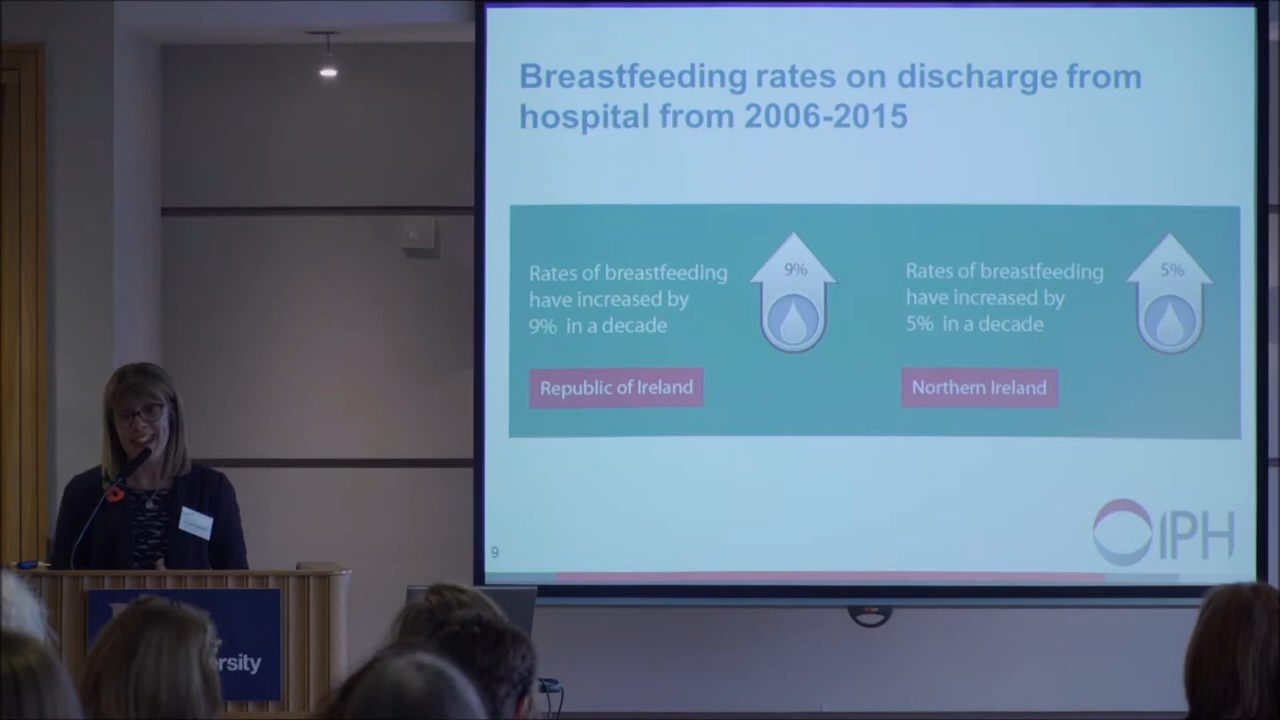 Breastfeeding rates on discharge from
hospital from 2006-2015
Rates of breastfeeding
have increased by
9% in a decade
9%
Republic of Ireland
Rates of breastfeeding
have increased by
5% in a decade
5%
Northern Ireland
IPH
9
rsity